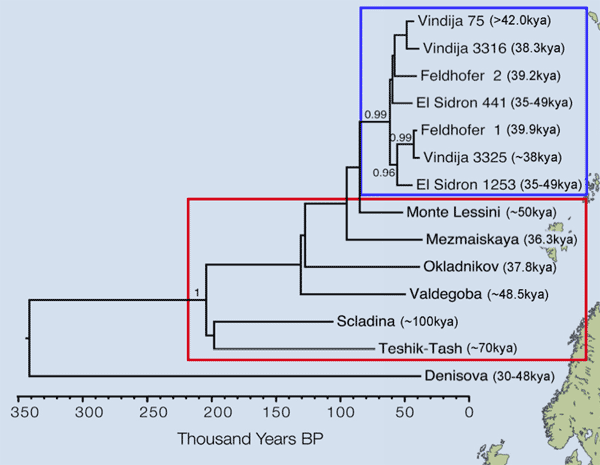 Vindija 75 (>42.0kya)
Vindija 3316 (38.3kya)
Feldhofer 2 (39.2kya)
El Sidron 441 (35-49kya)
0.99
Feldhofer 1 (39.9kya)
0.99
Vindija 3325 (~38kya)
0.96
El Sidron 1253 (35-49kya)
Monte Lessini (~50kya)
Mezmaiskaya (36.3kya)
Okladnikov (37.8kya)
1
Valdegoba (~48.5kya)
Scladina (~100kya)
Teshik-Tash (~70kya)
Denisova (30-48kya)
350 300 250 200 150 100 50 0
Thousand Years BP